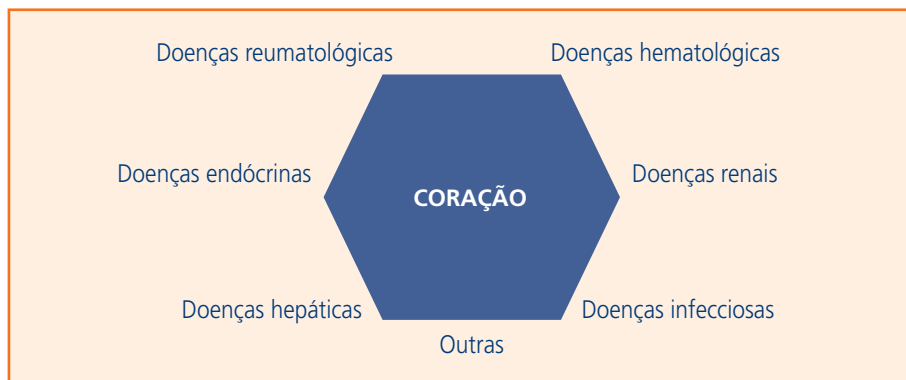 Doenças reumatológicas
Doenças hematológicas
Doenças endócrinas
CORAÇÃO
Doenças renais
Doenças hepáticas
Doenças infecciosas
Outras